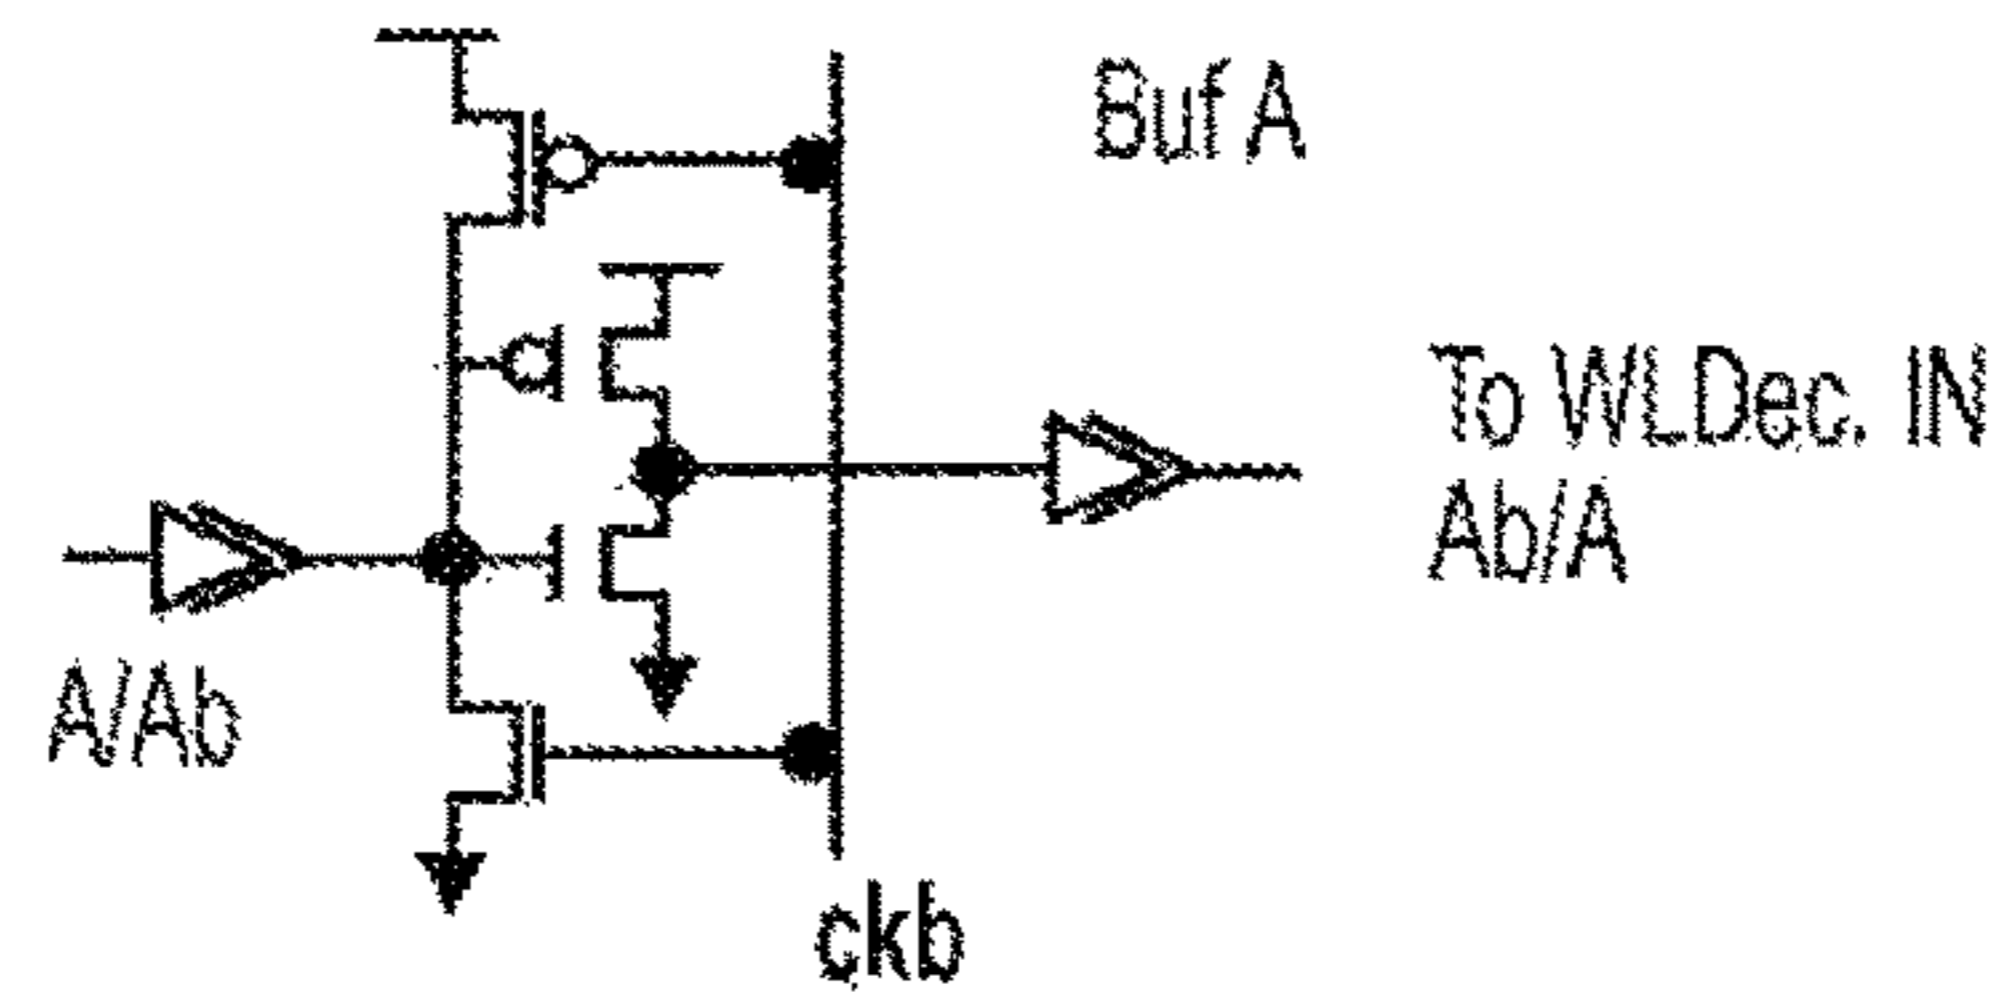 Buf A
To WLDec. IN
Ab/A
A/Ab
ckb